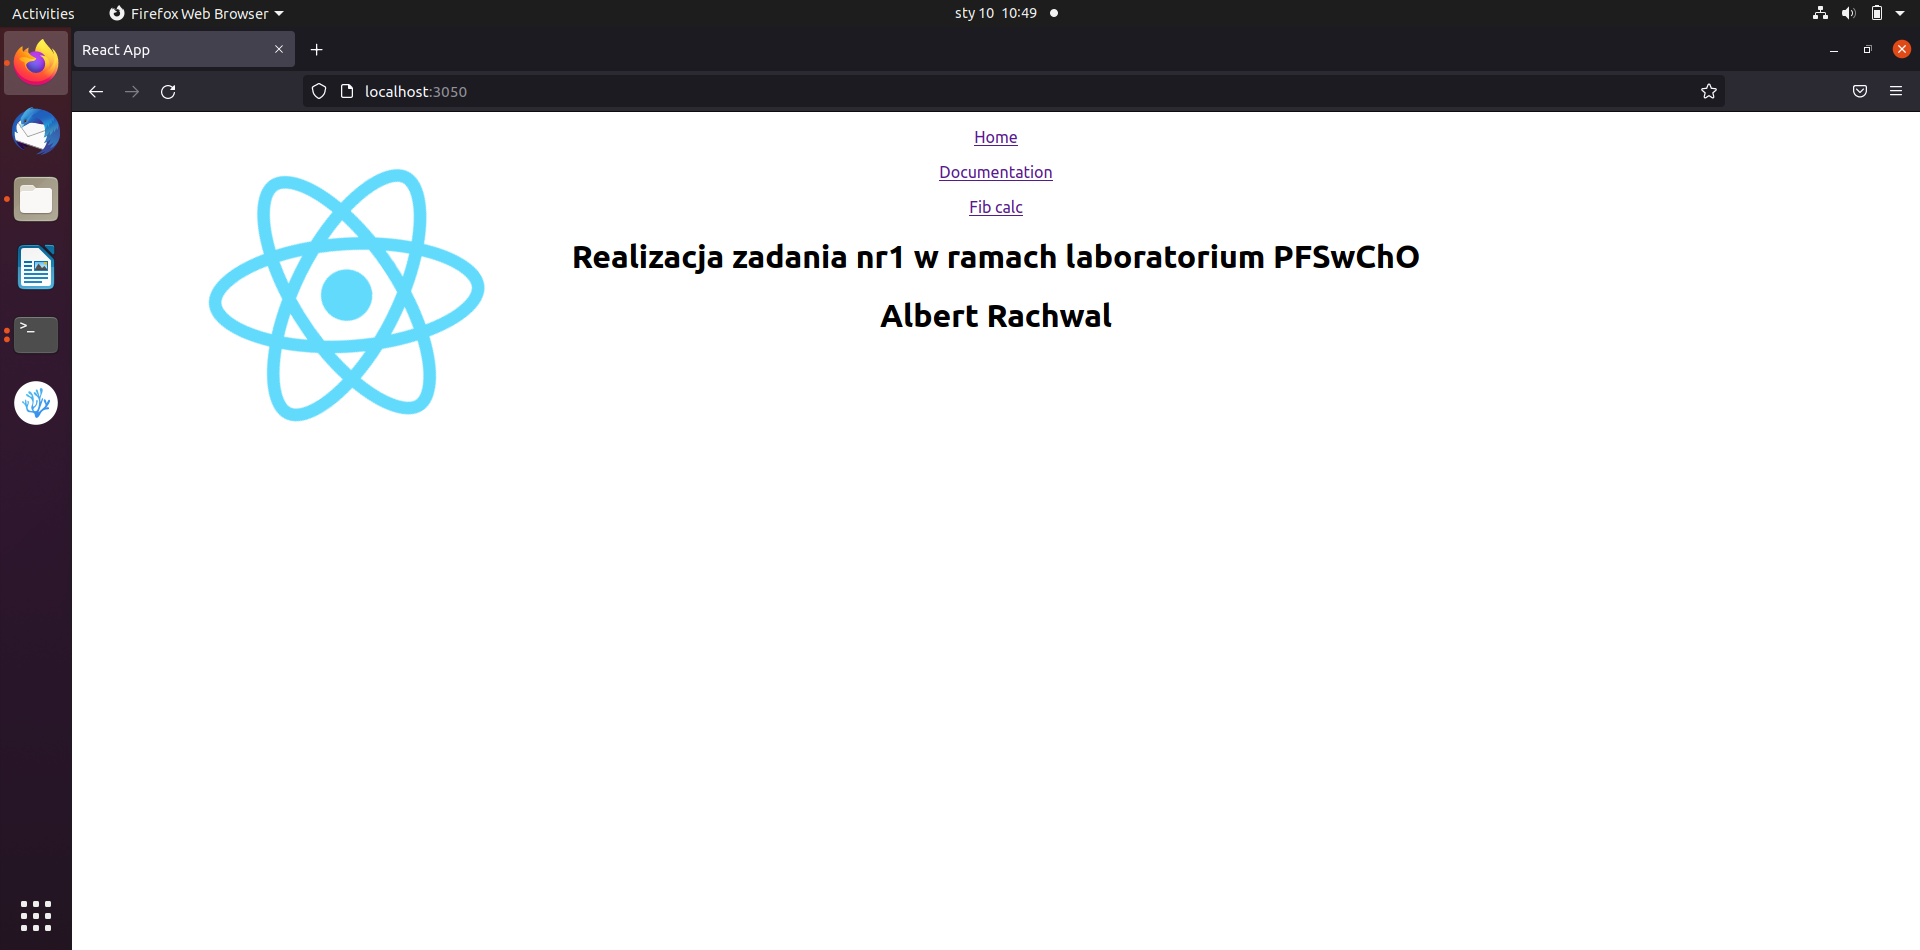 Activities Firefox Web Browser sty 10 10:49
React App
localhost:3050
Home
Documentation
Fib calc
Realizacja zadania nr1 w ramach laboratorium PFSwChO
Albert Rachwal
>_